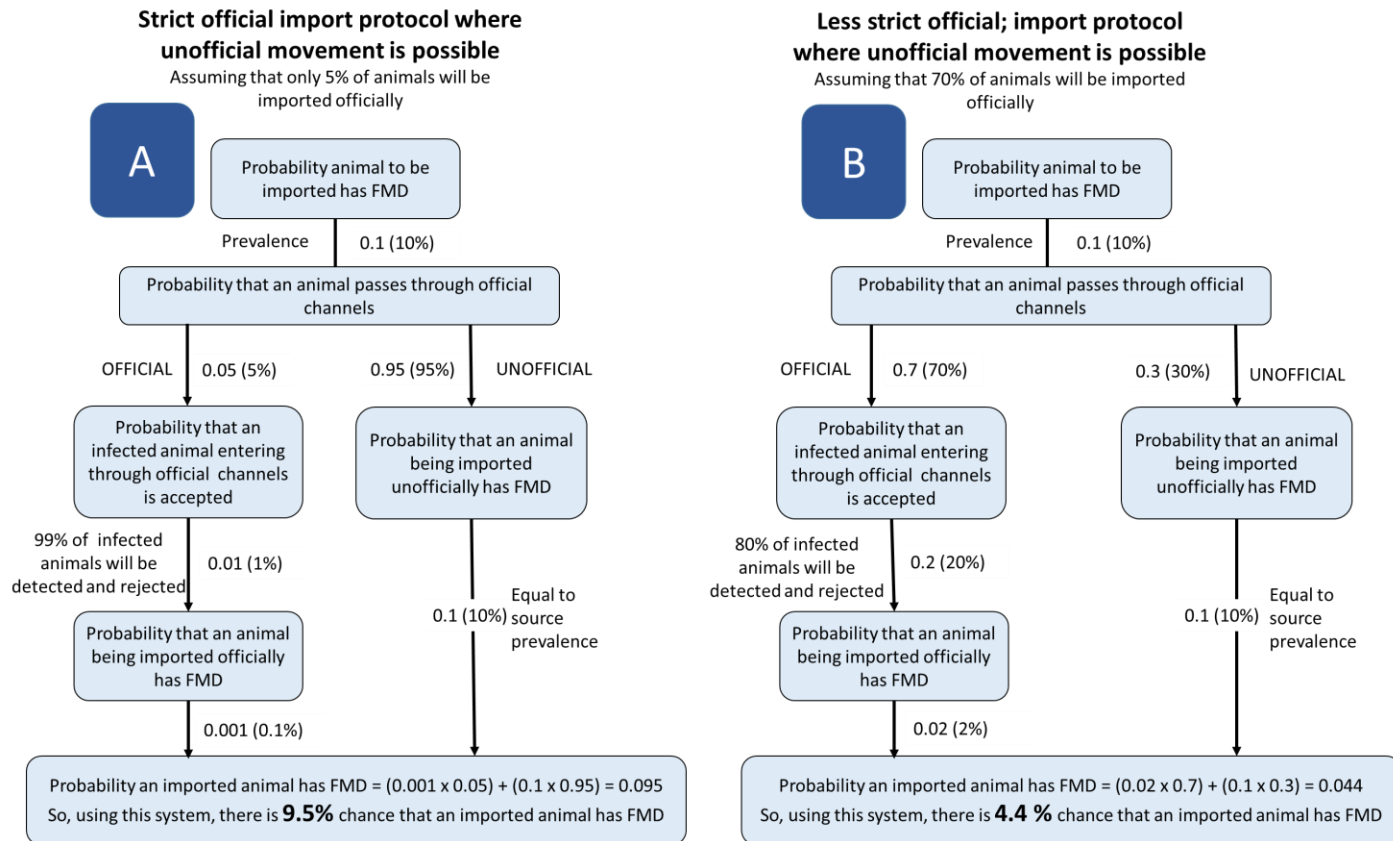 Strict official import protocol where
unofficial movement is possible
Assuming that only 5% of animals will be
imported officially
A
Probability animal to be
imported has FMD
Prevalence 0.1 (10%)
Probability that an animal passes through official
channels
OFFICIAL 0.05 (5%) 0.95 (95%) UNOFFICIAL
Probability that an
infected animal entering
through official channels
is accepted
Probability that an animal
being imported
unofficially has FMD
99% of infected
animals will be
detected and rejected
0.01 (1%)
0.1 (10%)
Equal to
source
prevalence
Probability that an animal
being imported officially
has FMD
0.001 (0.1%)
Probability an imported animal has FMD = (0.001 x 0.05) + (0.1 x 0.95) = 0.095
So, using this system, there is 9.5% chance that an imported animal has FMD
Less strict official; import protocol
where unofficial movement is possible
Assuming that 70% of animals will be imported
officially
B
Probability animal to be
imported has FMD
Prevalence 0.1 (10%)
Probability that an animal passes through official
channels
OFFICIAL 0.7 (70%) 0.3 (30%) UNOFFICIAL
Probability that an
infected animal entering
through official channels
is accepted
Probability that an animal
being imported
unofficially has FMD
80% of infected
animals will be
detected and rejected
0.2 (20%)
0.1 (10%)
Equal to
source
prevalence
Probability that an animal
being imported officially
has FMD
0.02 (2%)
Probability an imported animal has FMD = (0.02 x 0.7) + (0.1 x 0.3) = 0.044
So, using this system, there is 4.4 % chance that an imported animal has FMD